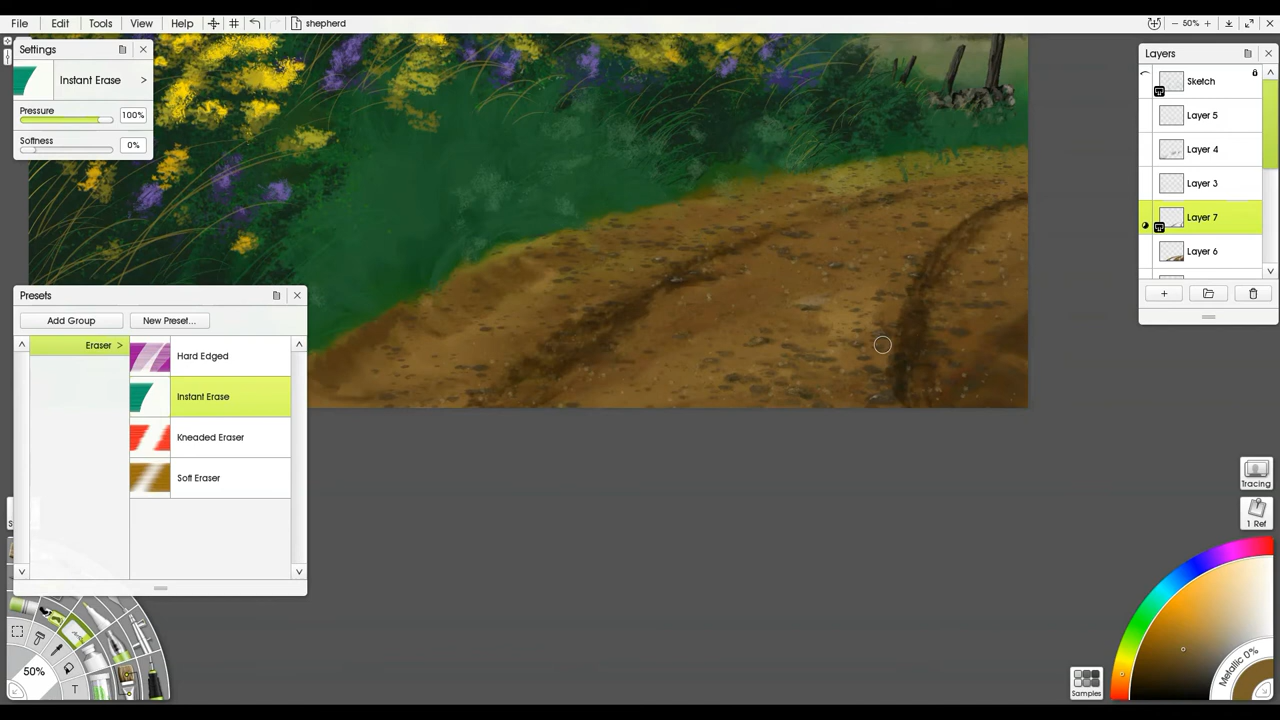 File Edit Tools View Help shepherd 50%
Settings
Instant Erase >
Pressure
100%
Softness
0%
Presets
Add Group New Preset...
Eraser >
Hard Edged
Instant Erase
Kneaded Eraser
Soft Eraser
Layers
Sketch
Layer 5
Layer 4
Layer 3
Layer 7
Layer 6
Tracing
1 Ref
50%
T
Samples
Metallic 0%